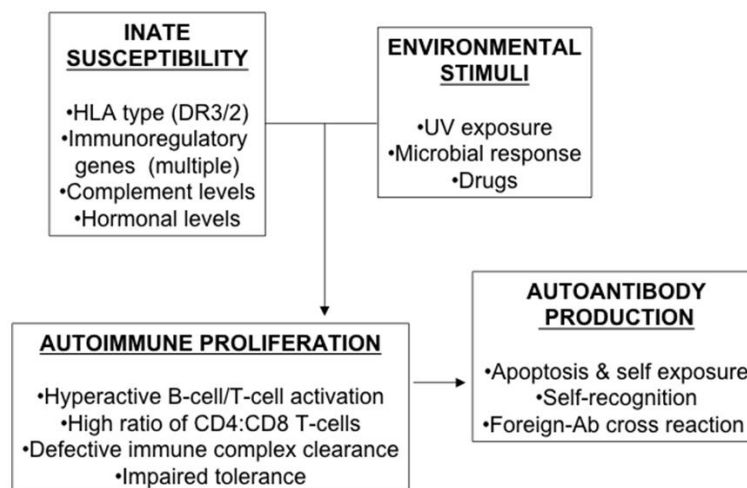 INATE
SUSCEPTIBILITY
•HLA type (DR3/2)
•Immunoregulatory
genes (multiple)
•Complement levels
•Hormonal levels
ENVIRONMENTAL
STIMULI
•UV exposure
•Microbial response
•Drugs
AUTOIMMUNE PROLIFERATION
•Hyperactive B-cell/T-cell activation
•High ratio of CD4:CD8 T-cells
•Defective immune complex clearance
•Impaired tolerance
AUTOANTIBODY
PRODUCTION
•Apoptosis & self exposure
•Self-recognition
•Foreign-Ab cross reaction